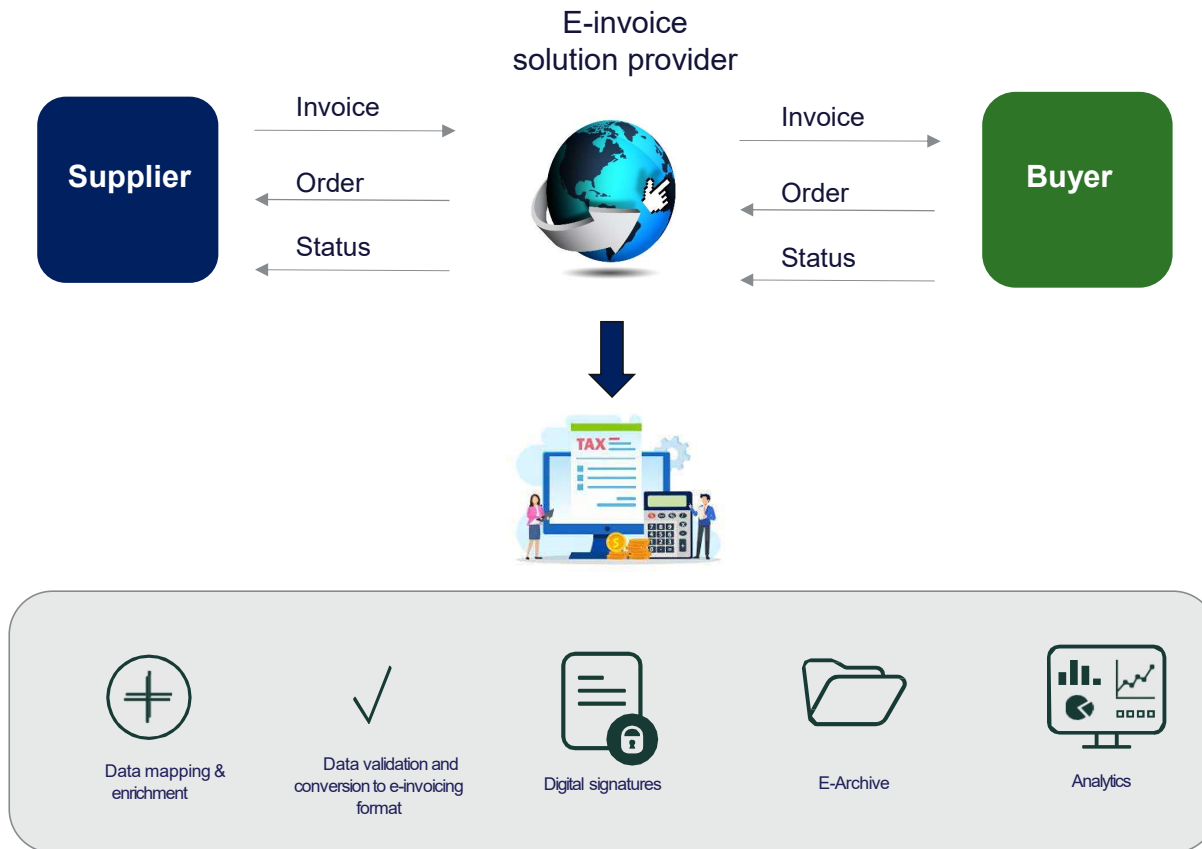 E-invoice
solution provider
Invoice
Invoice
Supplier
Buyer
Order
Order
Status
Status
TAX
Data mapping &
enrichment
Data validation and
conversion to e-invoicing
format
Digital signatures
E-Archive
Analytics